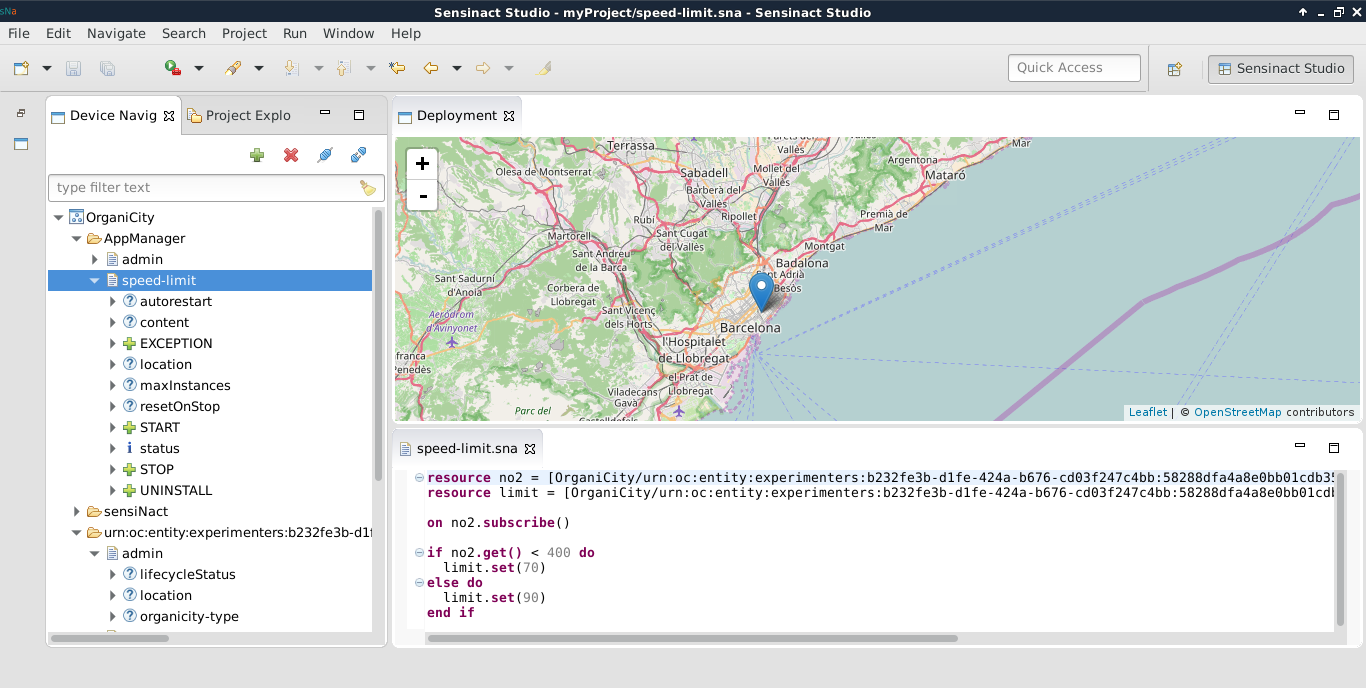 sNa
Sensinact Studio - myProject/speed-limit.sna - Sensinact Studio
File Edit Navigate Search Project Run Window Help
Quick Access
Sensinact Studio
Device Navig
Project Explo
type filter text
OrganiCity
AppManager
admin
speed-limit
autorestart
content
EXCEPTION
location
maxInstances
resetOnStop
START
status
STOP
UNINSTALL
sensiNact
urn:oc:entity:experimenters:b232fe3b-d1f
admin
lifecycleStatus
location
organicity-type
Deployment
+
-
Terrassa
Olesa de Montserrat
Sabadell
Mollet del
Vallès
Vallès
Barberà del
Vallès
Argentona
Mar
Mataró
Rubí
Ripollet
Premià de
Mar
Martorell
Sant Cugat
del Vallès
Montgat
Sant Andreu
de la Barca
Badalona
Sant Adrià
Besòs
Sant Sadurní
d'Anoia
Corbera de
Llobregat
Sant Vicenç
dels Horts
Aeròdrom
d'Avinyonet
Barcelona
l'Hospitalet
de Llobregat
franca
Penedès
el Prat de
Llobregat
Viladecans
Gavà
Parc del
Castelldefels
Leaflet | © OpenStreetMap contributors
speed-limit.sna
resource no2 = [OrganiCity/urn:oc:entity:experimenters:b232fe3b-d1fe-424a-b676-cd03f247c4bb:58288dfa4a8e0bb01cdb35
resource limit = [OrganiCity/urn:oc:entity:experimenters:b232fe3b-d1fe-424a-b676-cd03f247c4bb:58288dfa4a8e0bb01cdb
on no2.subscribe()
if no2.get() < 400 do
limit.set(70)
else do
limit.set(90)
end if